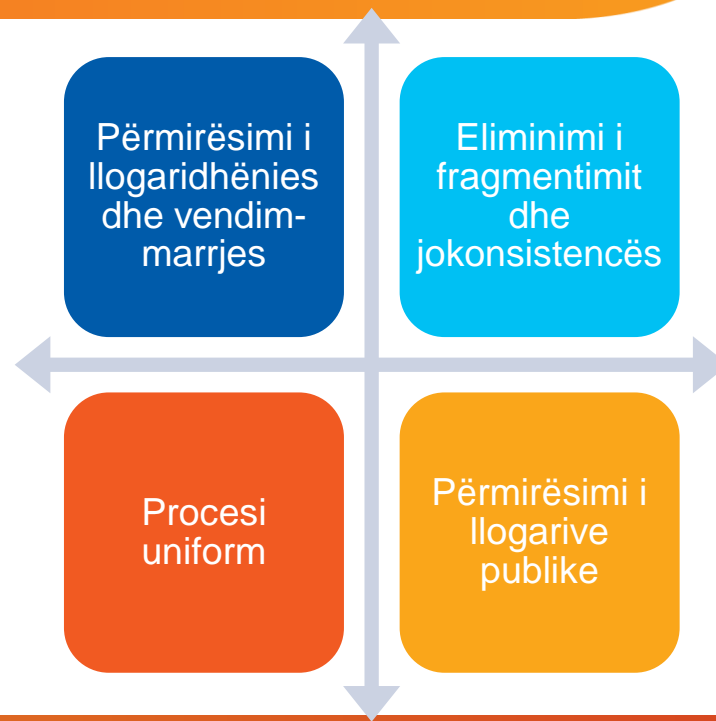 Përmirësimi i
llogaridhënies
dhe vendim-
marrjes
Eliminimi i
fragmentimit
dhe
jokonsistencës
Procesi
uniform
Përmirësimi i
llogarive
publike